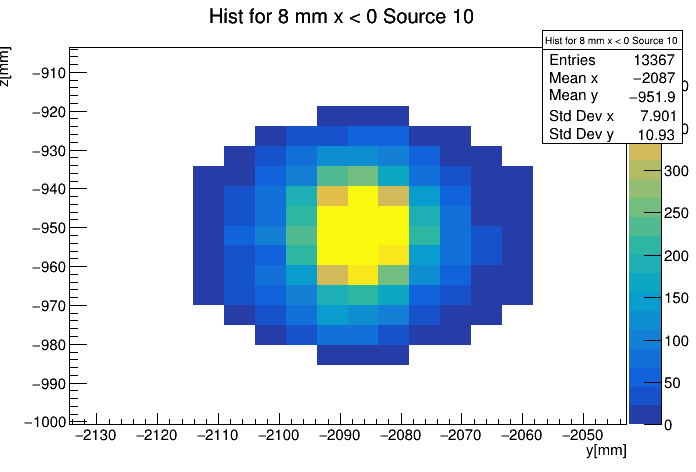 Hist for 8 mm x < 0 Source 10
z[mm]
Hist for 8 mm x < 0 Source 10
Entries 13367
Mean x −2087
Mean y −951.9
Std Dev x 7.901
Std Dev y 10.93
−910
−920
−930
−940
−950
−960
−970
−980
−990
−1000
300
250
200
150
100
50
0
−2130 −2120 −2110 −2100 −2090 −2080 −2070 −2060 −2050
y[mm]